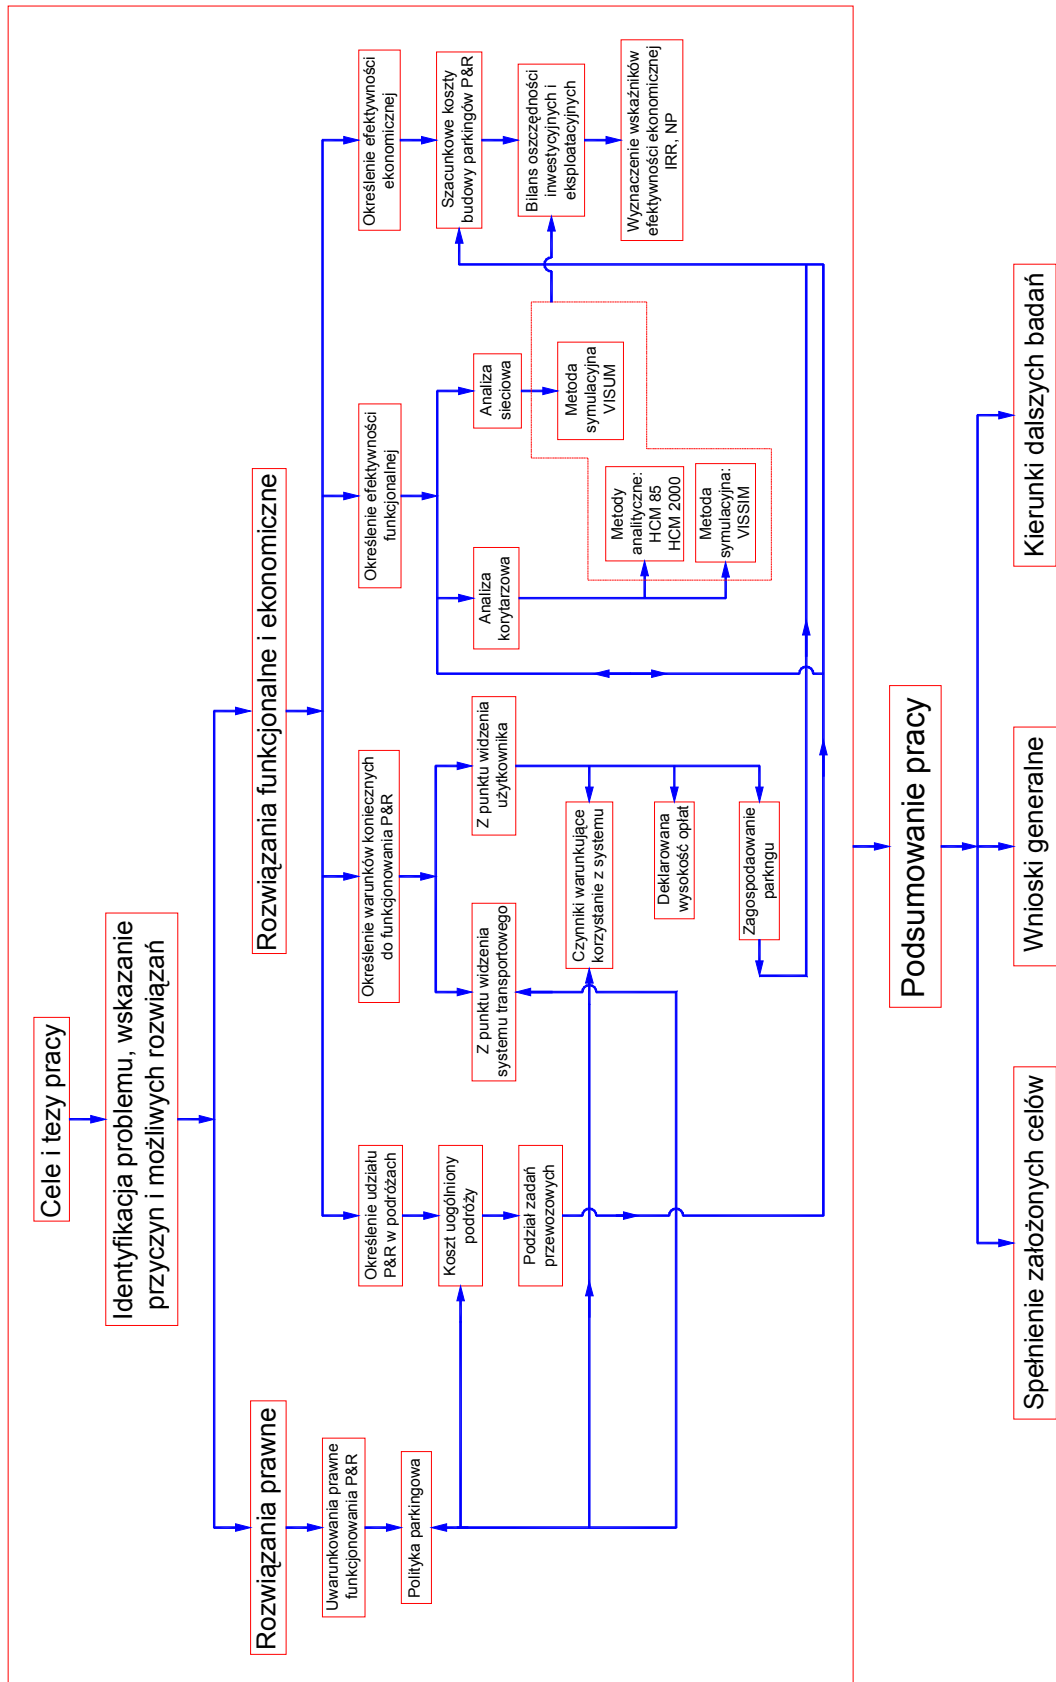 Cele i tezy pracy
Identyfikacja problemu, wskazanie
przyczyn i możliwych rozwiązań
Rozwiązania prawne
Rozwiązania funkcjonalne i ekonomiczne
Uwarunkowania prawne
funkcjonowania P&R
Polityka parkingowa
Określenie udziału
P&R w podróżach
Koszt uogólniony
podróży
Podział zadań
przewozowych
Określenie warunków koniecznych
do funkcjonowania P&R
Z punktu widzenia
systemu transportowego
Z punktu widzenia
użytkownika
Czynniki warunkujące
korzystanie z systemu
Deklarowana
wysokość opłat
Zagospodaowanie
parkngu
Określenie efektywności
funkcjonalnej
Analiza
korytarzowa
Analiza
sieciowa
Metody
analityczne:
HCM 85
HCM 2000
Metoda
symulacyjna:
VISSIM
Metoda
symulacyjna
VISUM
Określenie efektywności
ekonomicznej
Szacunkowe koszty
budowy parkingów P&R
Bilans oszczędności
inwestycyjnych i
eksploatacyjnych
Wyznaczenie wskaźników
efektywności ekonomicznej
IRR, NP
Podsumowanie pracy
Spełnienie założonych celów
Wnioski generalne
Kierunki dalszych badań